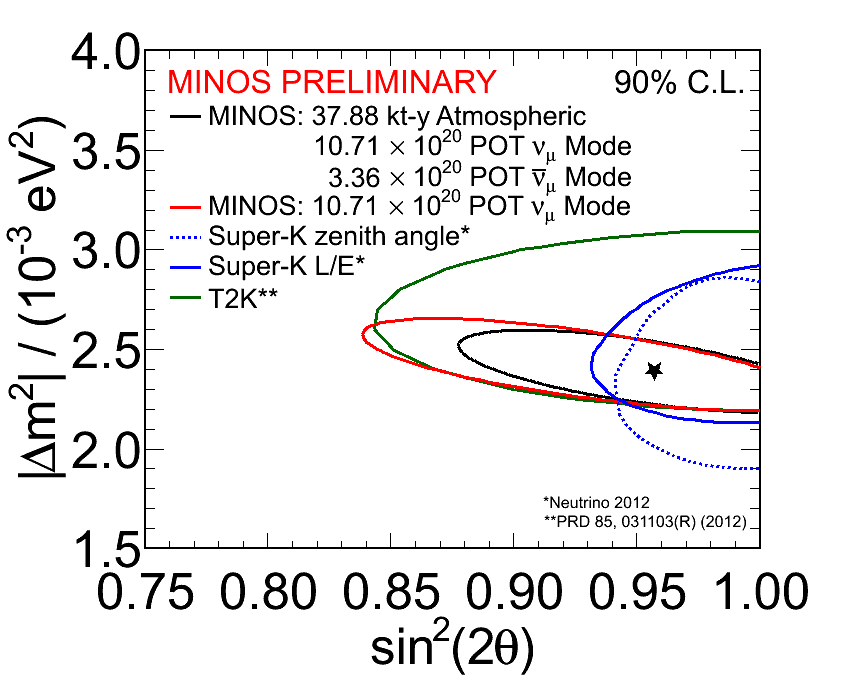 4.0
3.5
3.0
2.5
2.0
1.5
|Δm²| / (10⁻³ eV²)
MINOS PRELIMINARY 90% C.L.
MINOS: 37.88 kt-y Atmospheric
10.71 × 10²⁰ POT νμ Mode
3.36 × 10²⁰ POT ν̅μ Mode
MINOS: 10.71 × 10²⁰ POT νμ Mode
Super-K zenith angle*
Super-K L/E*
T2K**
*Neutrino 2012
**PRD 85, 031103(R) (2012)
0.75 0.80 0.85 0.90 0.95 1.00
sin²(2θ)